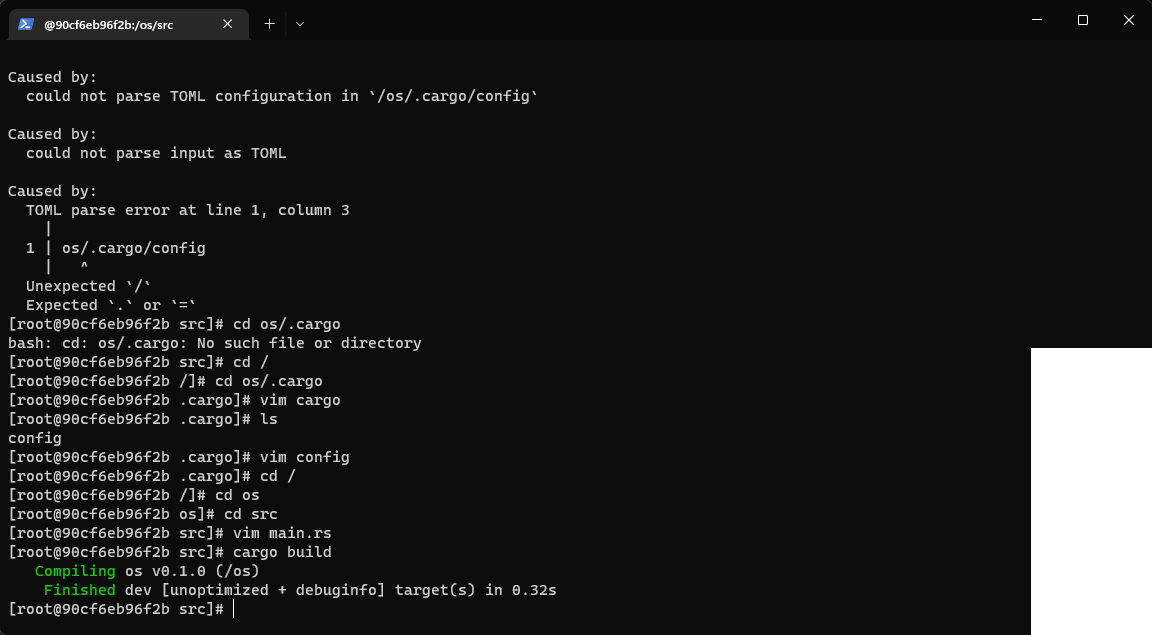 @90cf6eb96f2b:/os/src
Caused by:
  could not parse TOML configuration in `/os/.cargo/config`
Caused by:
  could not parse input as TOML
Caused by:
  TOML parse error at line 1, column 3
    |
  1 | os/.cargo/config
    |   ^
  Unexpected `/`
  Expected `.` or `=`
[root@90cf6eb96f2b src]# cd os/.cargo
bash: cd: os/.cargo: No such file or directory
[root@90cf6eb96f2b src]# cd /
[root@90cf6eb96f2b /]# cd os/.cargo
[root@90cf6eb96f2b .cargo]# vim cargo
[root@90cf6eb96f2b .cargo]# ls
config
[root@90cf6eb96f2b .cargo]# vim config
[root@90cf6eb96f2b .cargo]# cd /
[root@90cf6eb96f2b /]# cd os
[root@90cf6eb96f2b os]# cd src
[root@90cf6eb96f2b src]# vim main.rs
[root@90cf6eb96f2b src]# cargo build
   Compiling os v0.1.0 (/os)
    Finished dev [unoptimized + debuginfo] target(s) in 0.32s
[root@90cf6eb96f2b src]#